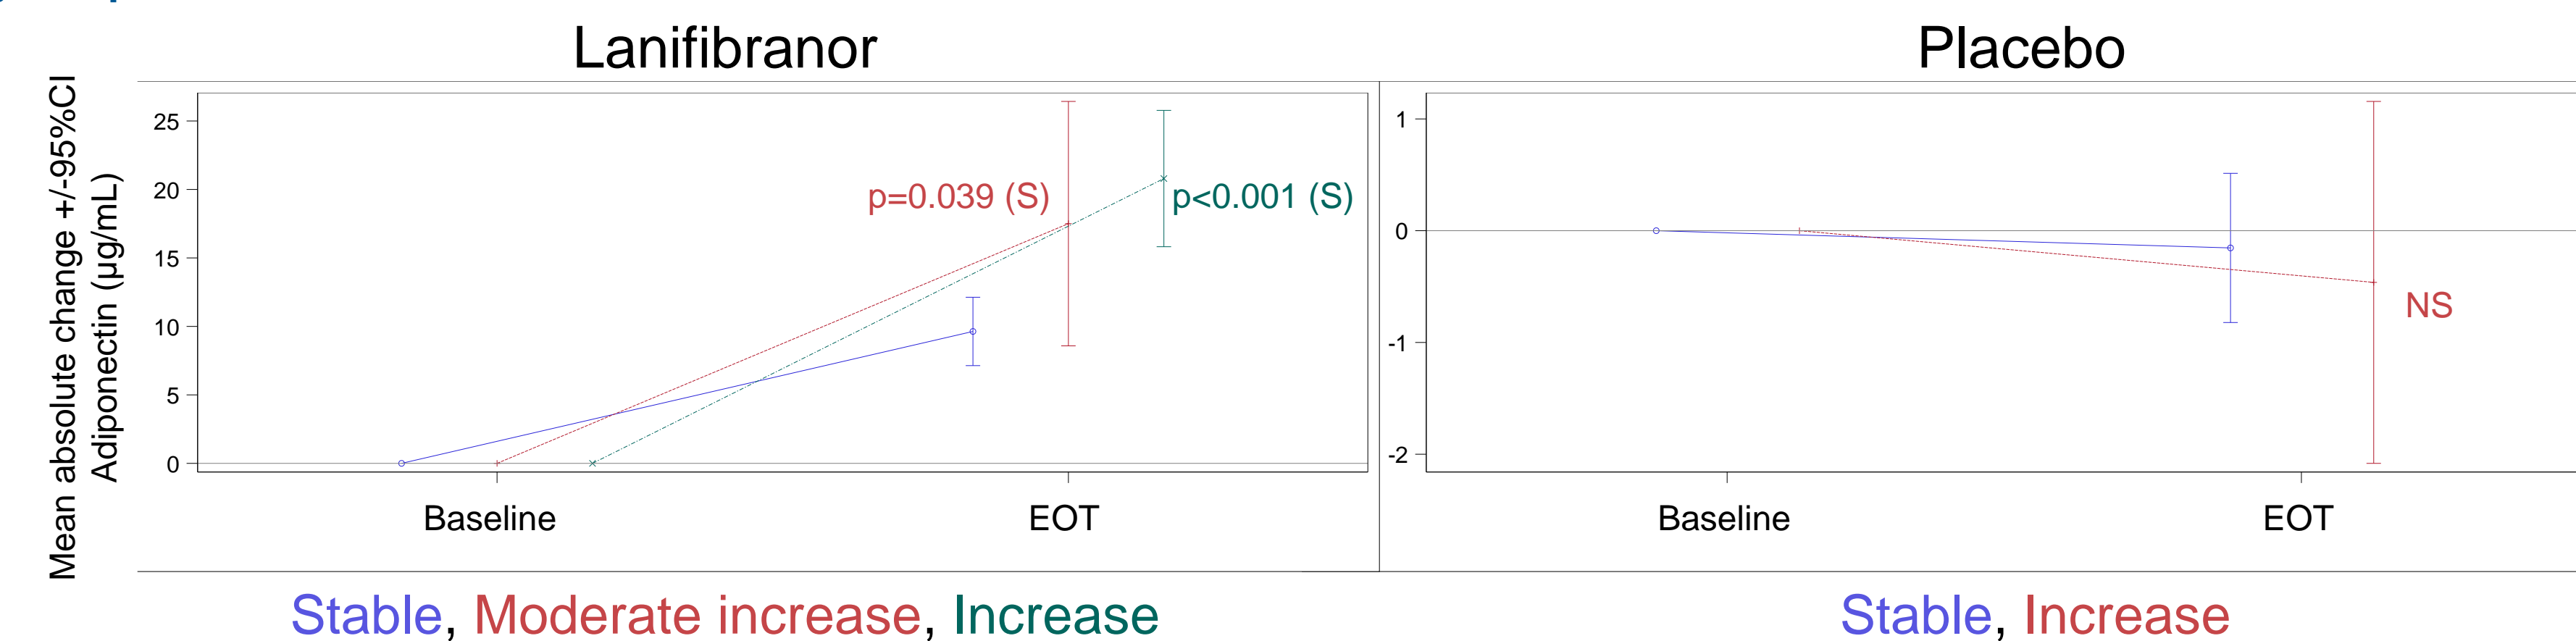 Lanifibranor
Placebo
Mean absolute change +/-95%CI
Adiponectin (µg/mL)
25
20
15
10
5
0
p=0.039 (S)
p<0.001 (S)
Baseline
EOT
1
0
-1
-2
NS
Baseline
EOT
Stable, Moderate increase, Increase
Stable, Increase